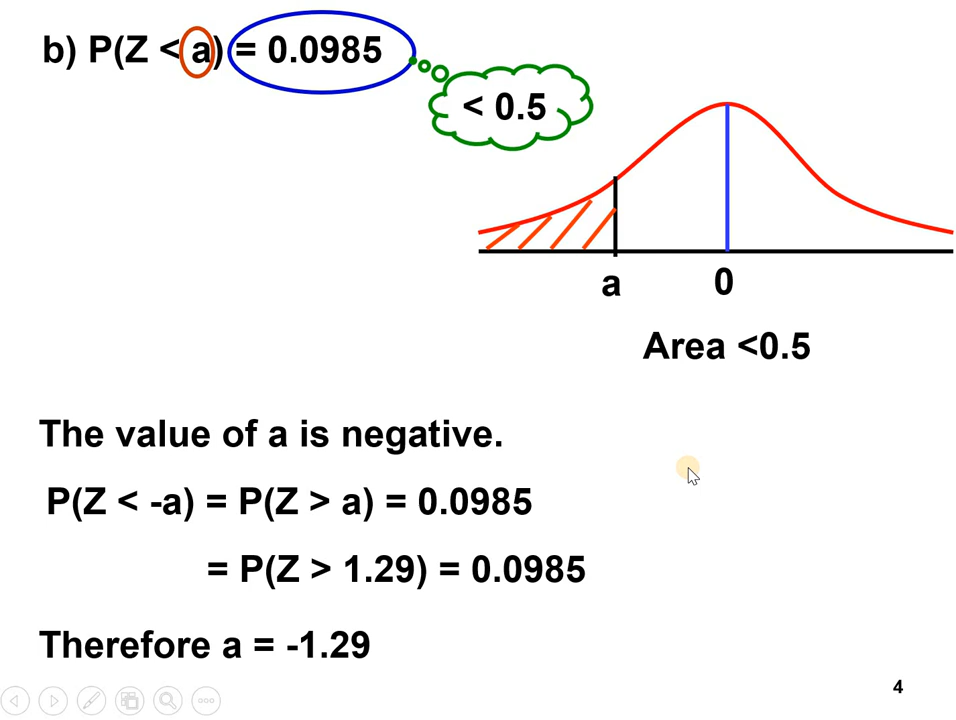 b) P(Z < a) = 0.0985
< 0.5
a 0
Area <0.5
The value of a is negative.
P(Z < -a) = P(Z > a) = 0.0985
= P(Z > 1.29) = 0.0985
Therefore a = -1.29
4